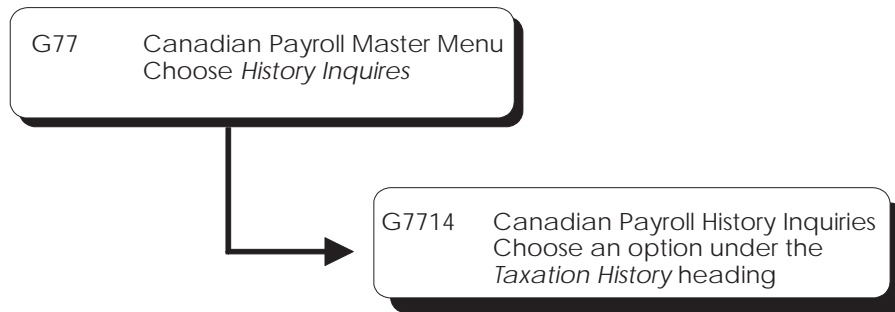 G77 Canadian Payroll Master Menu
Choose History Inquires
G7714 Canadian Payroll History Inquiries
Choose an option under the
Taxation History heading